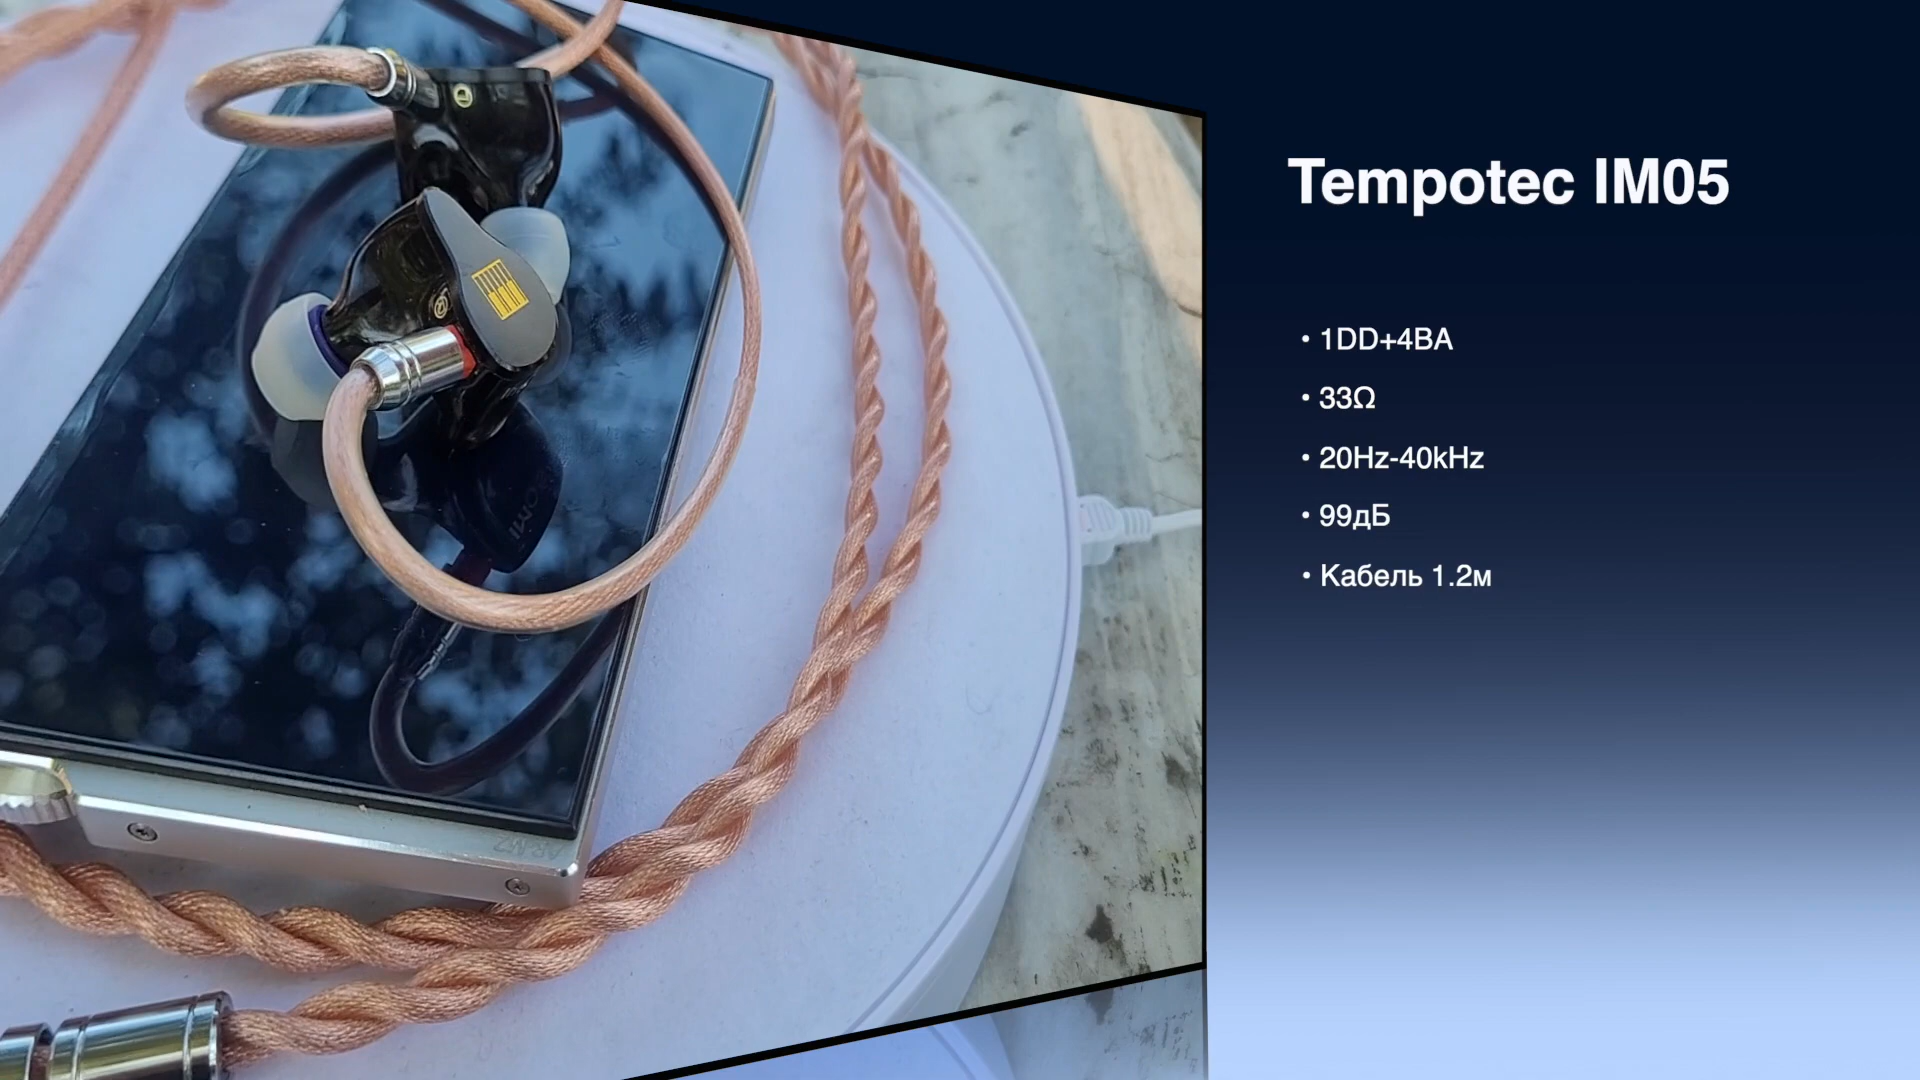 Tempotec IM05
• 1DD+4BA
• 33Ω
• 20Hz-40kHz
• 99дБ
• Кабель 1.2м